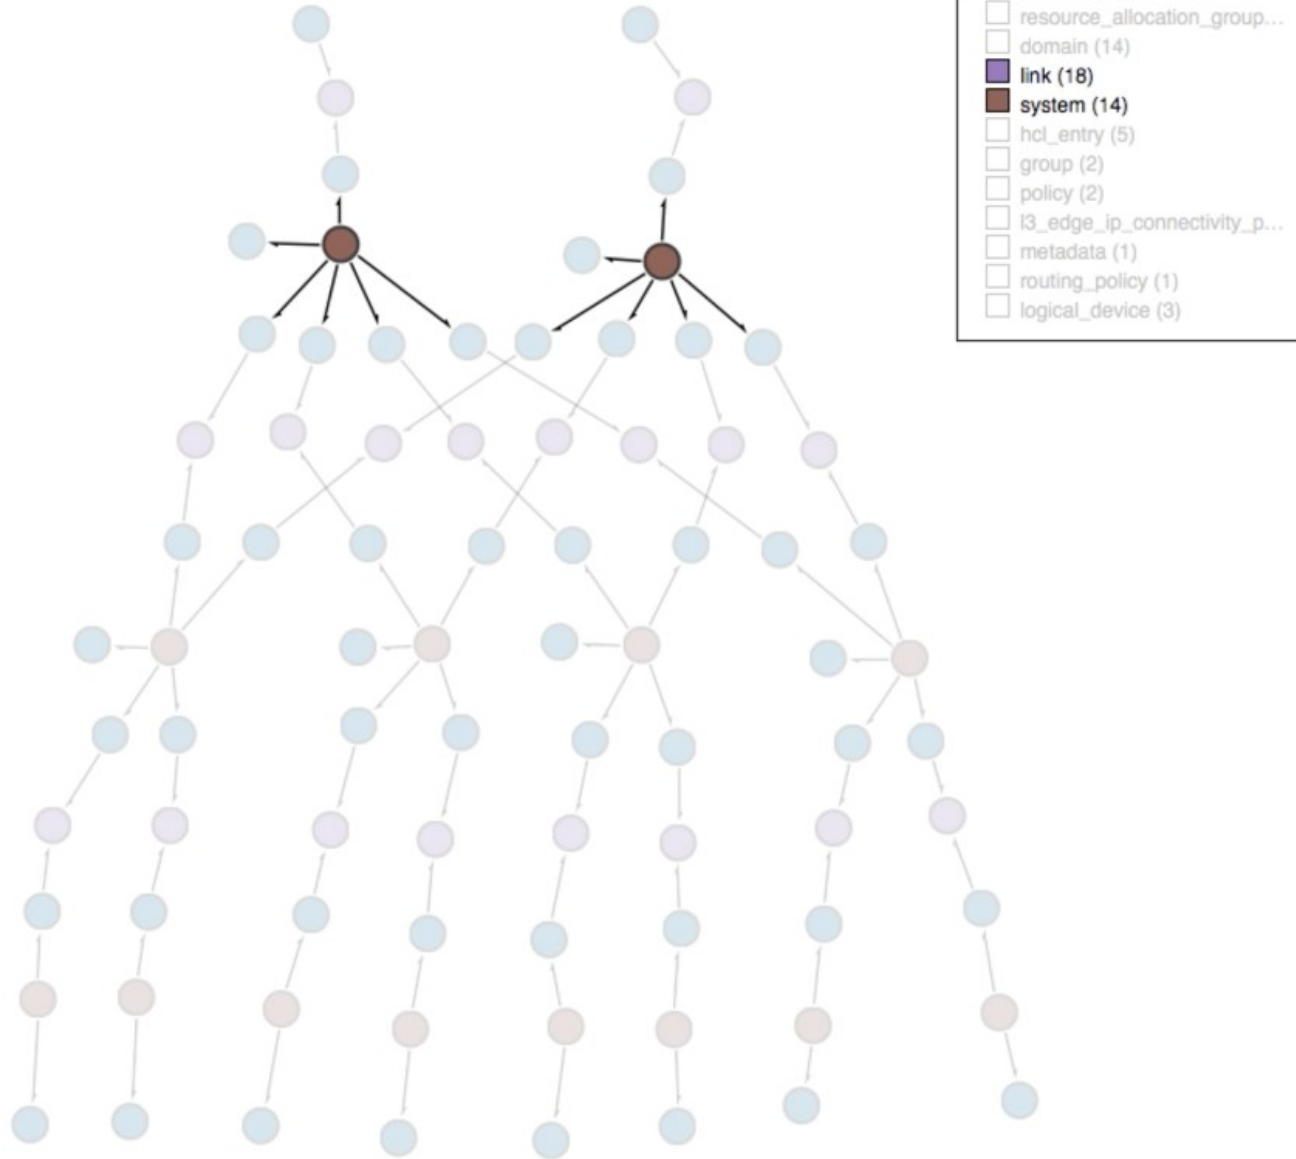 resource_allocation_group...
domain (14)
link (18)
system (14)
hcl_entry (5)
group (2)
policy (2)
l3_edge_ip_connectivity_p...
metadata (1)
routing_policy (1)
logical_device (3)